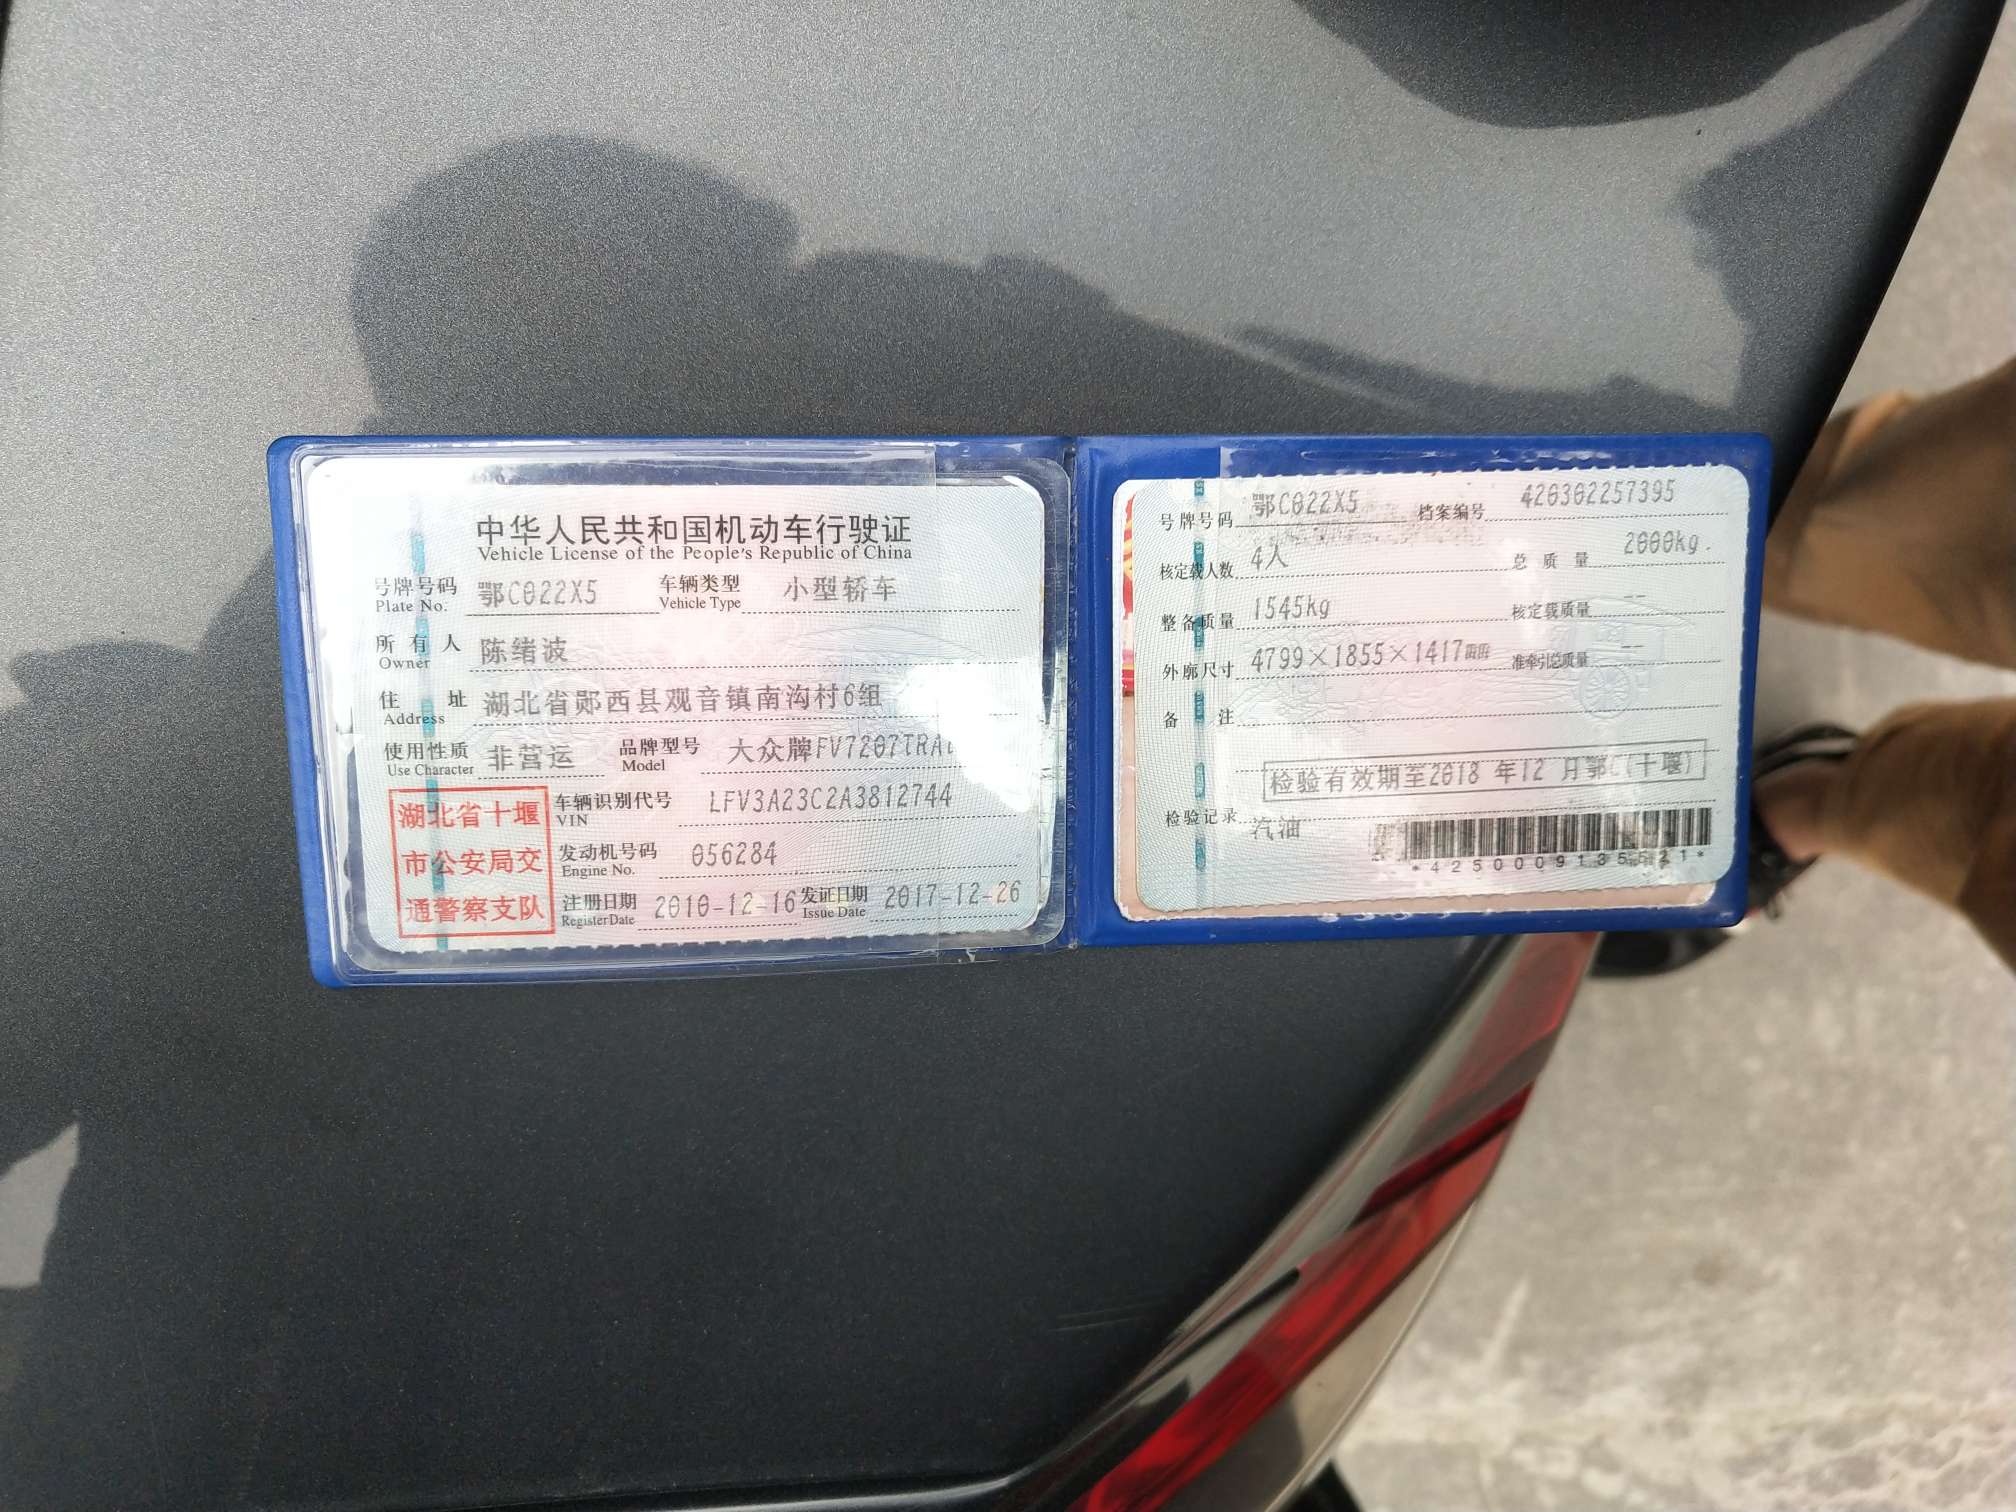 中华人民共和国机动车行驶证
Vehicle License of the People's Republic of China
号牌号码 鄂C022X5 车辆类型 小型轿车
Plate No. Vehicle Type
所有人 陈绪波
Owner
住址 湖北省郧西县观音镇南沟村6组
Address
使用性质 非营运 品牌型号 大众牌FV7207TRA
Use Character Model
湖北省十堰
市公安局交
通警察支队
车辆识别代号 LFV3A23C2A3812744
VIN
发动机号码 056284
Engine No.
注册日期 2010-12-16 发证日期 2017-12-26
Register Date Issue Date
号牌号码 鄂C022X5 档案编号 420302257395
核定载人数 4人 总质量 2000kg.
整备质量 1545kg 核定载质量 --
外廓尺寸 4799×1855×1417mm 准牵引总质量 --
备注
检验有效期至2018年12月鄂C(十堰)
检验记录
汽油